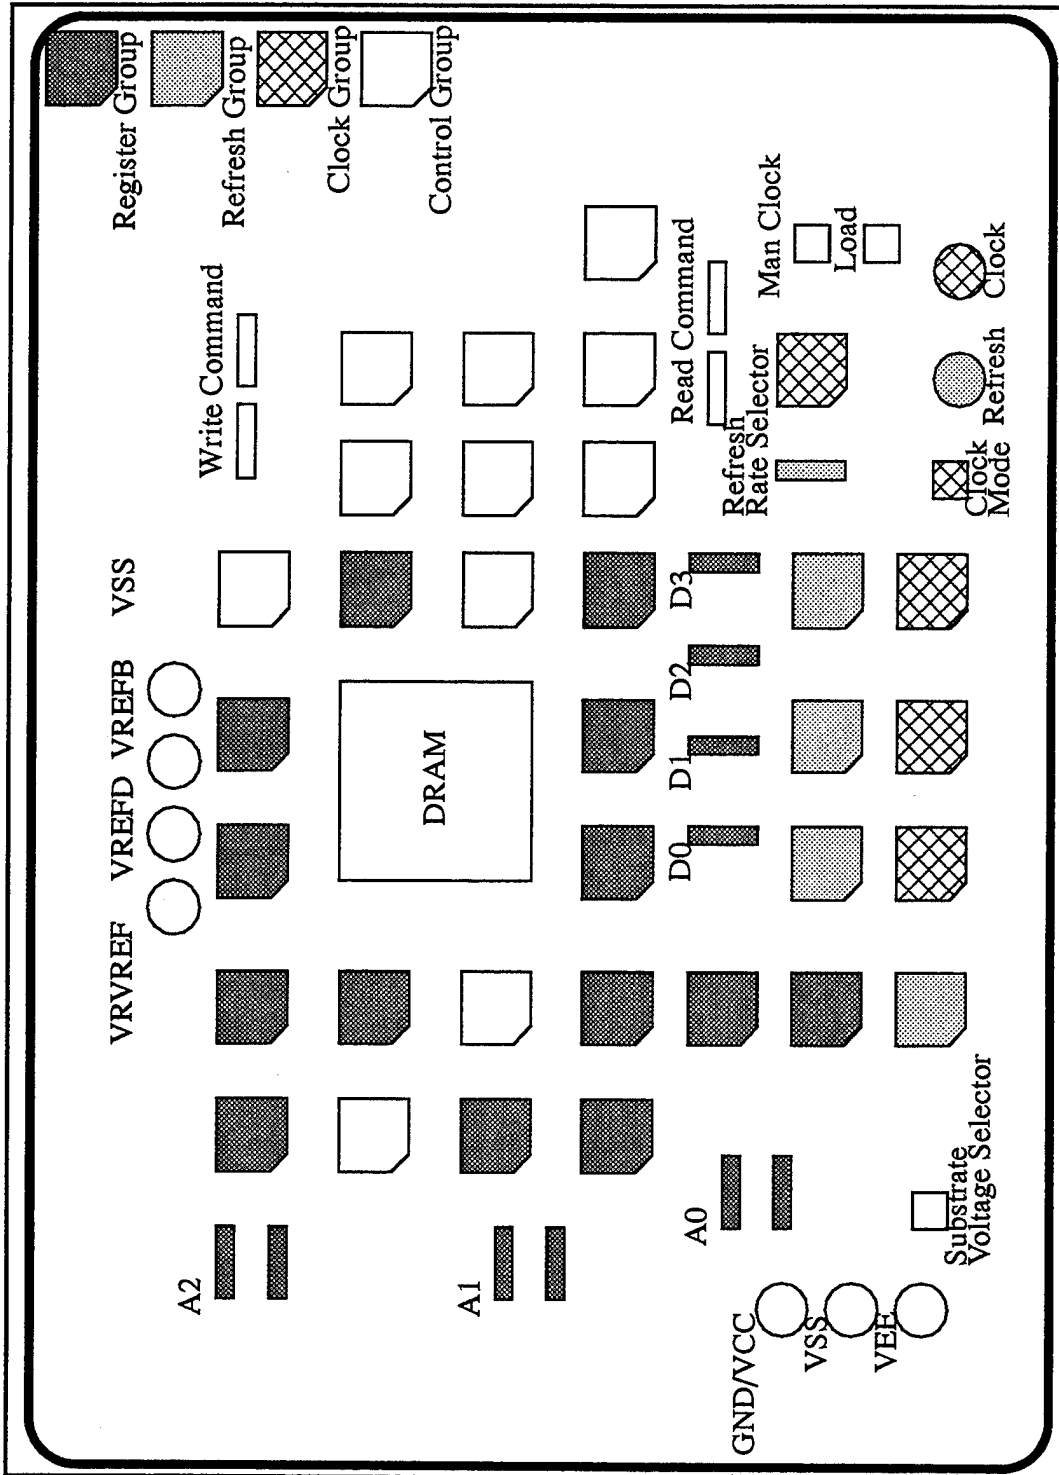 Register Group
Refresh Group
Clock Group
Control Group
Write Command
VSS
VREFB
VREFD
VRVREF
DRAM
Read Command
Man Clock
Load
Refresh
Rate Selector
Clock
Refresh
Clock
Mode
D3
D2
D1
D0
A2
A1
A0
Substrate
Voltage Selector
GND/VCC
VSS
VEE